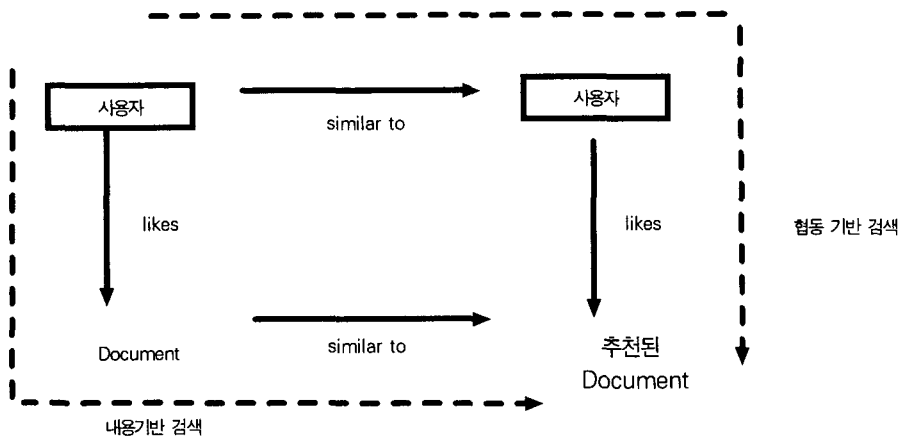 사용자
사용자
similar to
likes
likes
협동 기반 검색
Document
similar to
추천된
Document
내용기반 검색